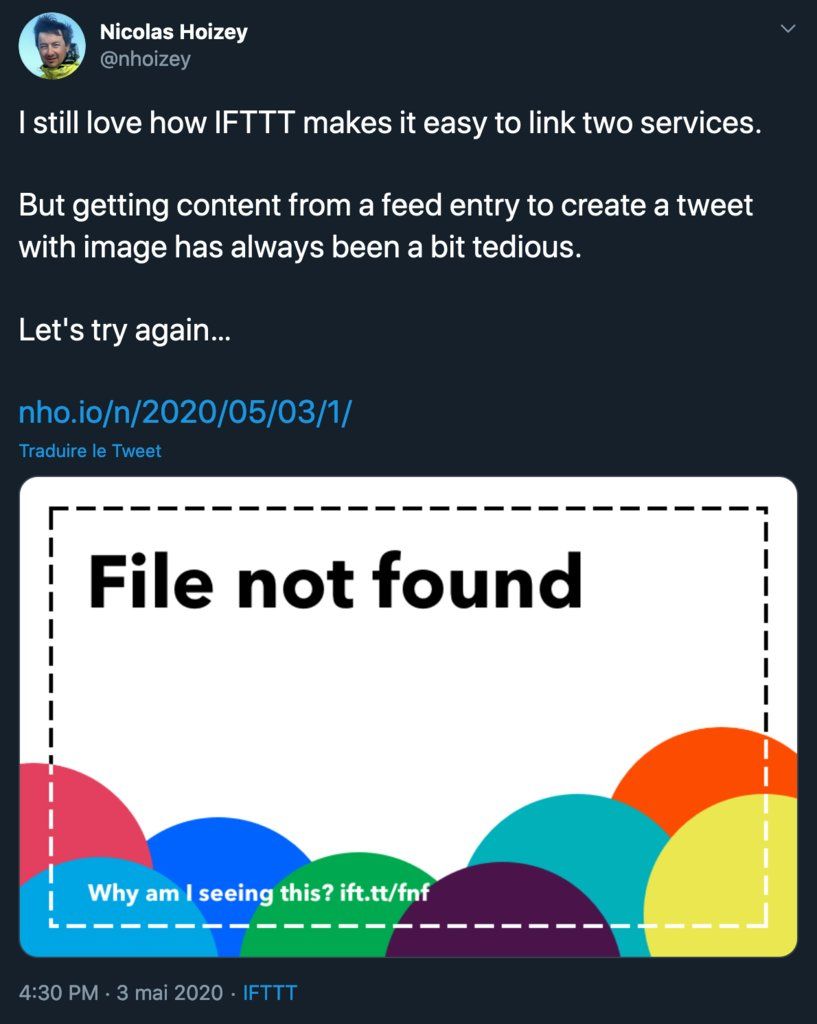 Nicolas Hoizey
@nhoizey
I still love how IFTTT makes it easy to link two services.
But getting content from a feed entry to create a tweet
with image has always been a bit tedious.
Let's try again…
nho.io/n/2020/05/03/1/
Traduire le Tweet
File not found
Why am I seeing this? ift.tt/fnf
4:30 PM · 3 mai 2020 · IFTTT